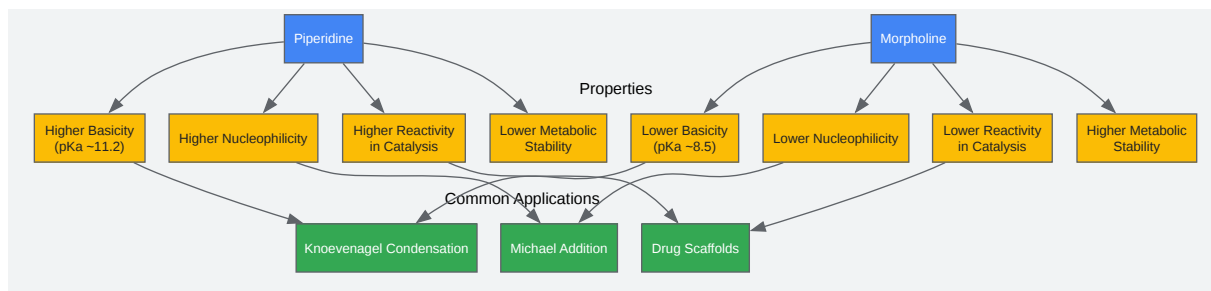 Piperidine
Morpholine
Properties
Higher Basicity
(pKa ~11.2)
Higher Nucleophilicity
Higher Reactivity
in Catalysis
Lower Metabolic
Stability
Lower Basicity
(pKa ~8.5)
Lower Nucleophilicity
Lower Reactivity
in Catalysis
Higher Metabolic
Stability
Common Applications
Knoevenagel Condensation
Michael Addition
Drug Scaffolds